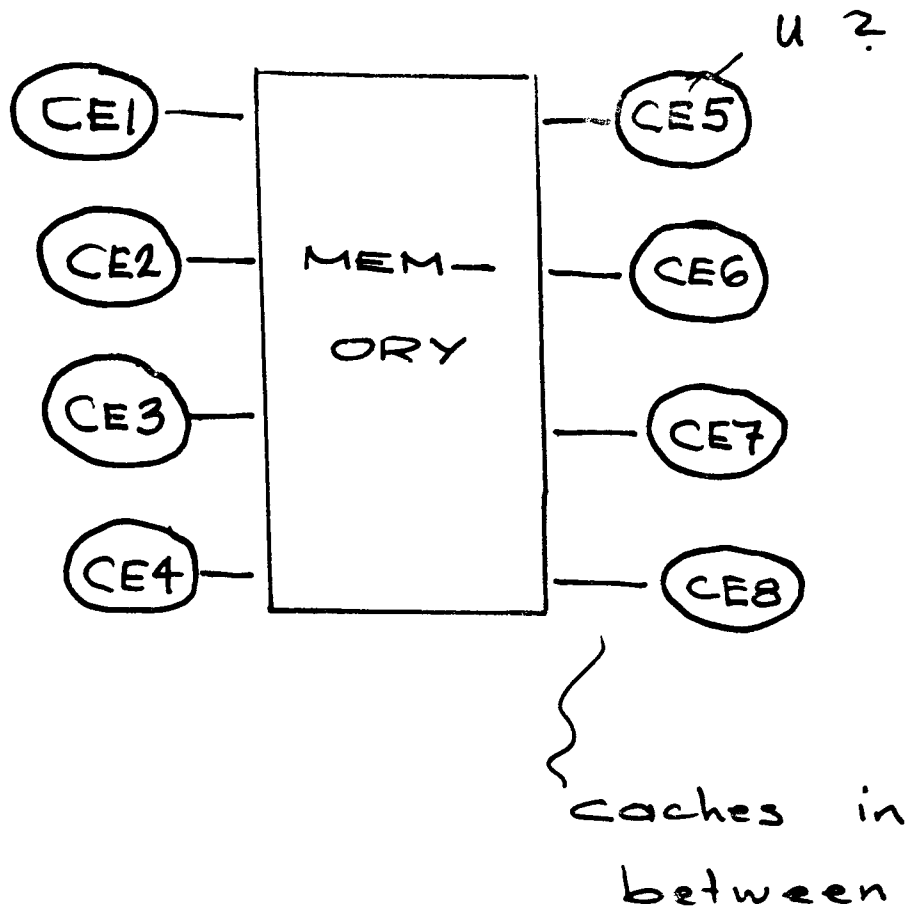 U ?
CE1
CE5
CE2
MEM-
CE6
ORY
CE3
CE7
CE4
CE8
caches in
between